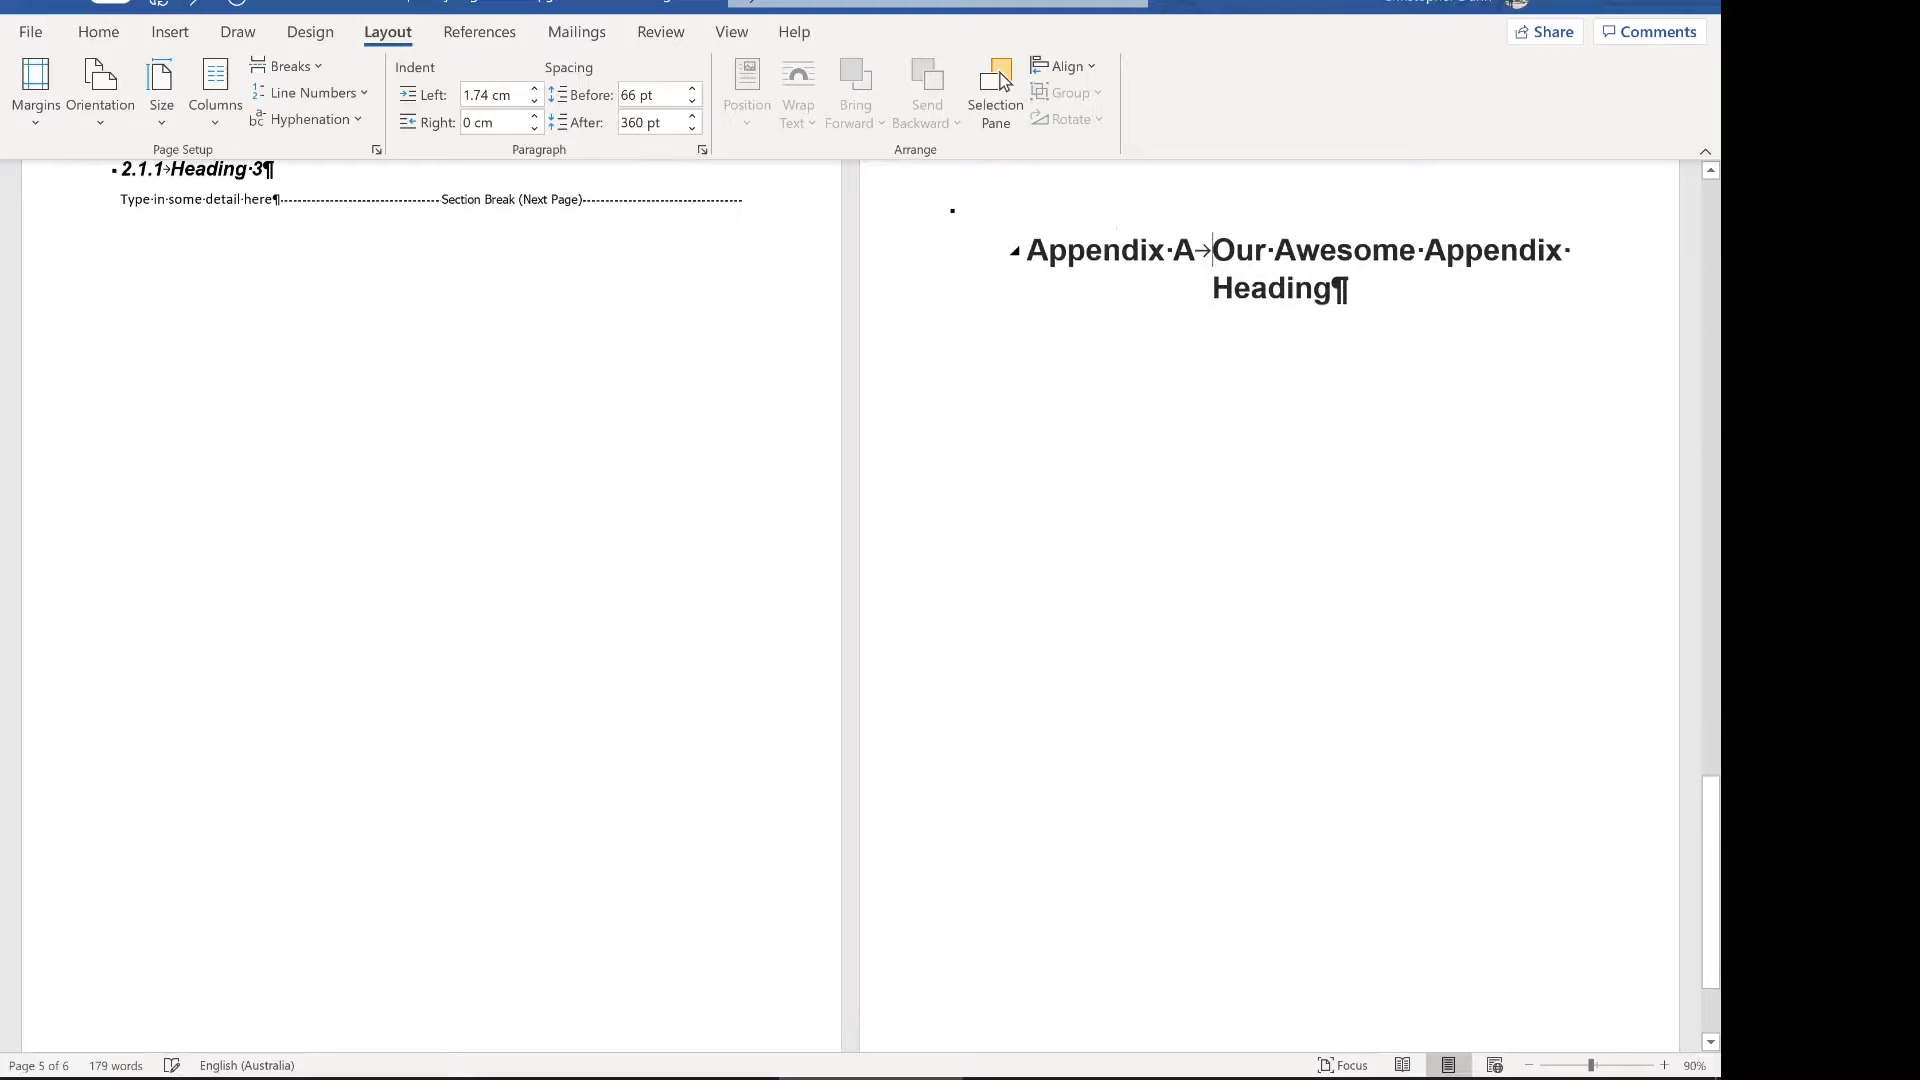 File Home Insert Draw Design Layout References Mailings Review View Help Share Comments
Margins Orientation Size Columns
Breaks
Line Numbers
Hyphenation
Page Setup
Indent Spacing
Left: 1.74 cm Before: 66 pt
Right: 0 cm After: 360 pt
Paragraph
Position Wrap Text Bring Forward Send Backward Selection Pane
Align
Group
Rotate
Arrange
▪ 2.1.1→Heading·3¶
Type·in·some·detail·here¶ Section Break (Next Page)
Appendix·A→Our·Awesome·Appendix·
Heading¶
Page 5 of 6 179 words English (Australia) Focus 90%